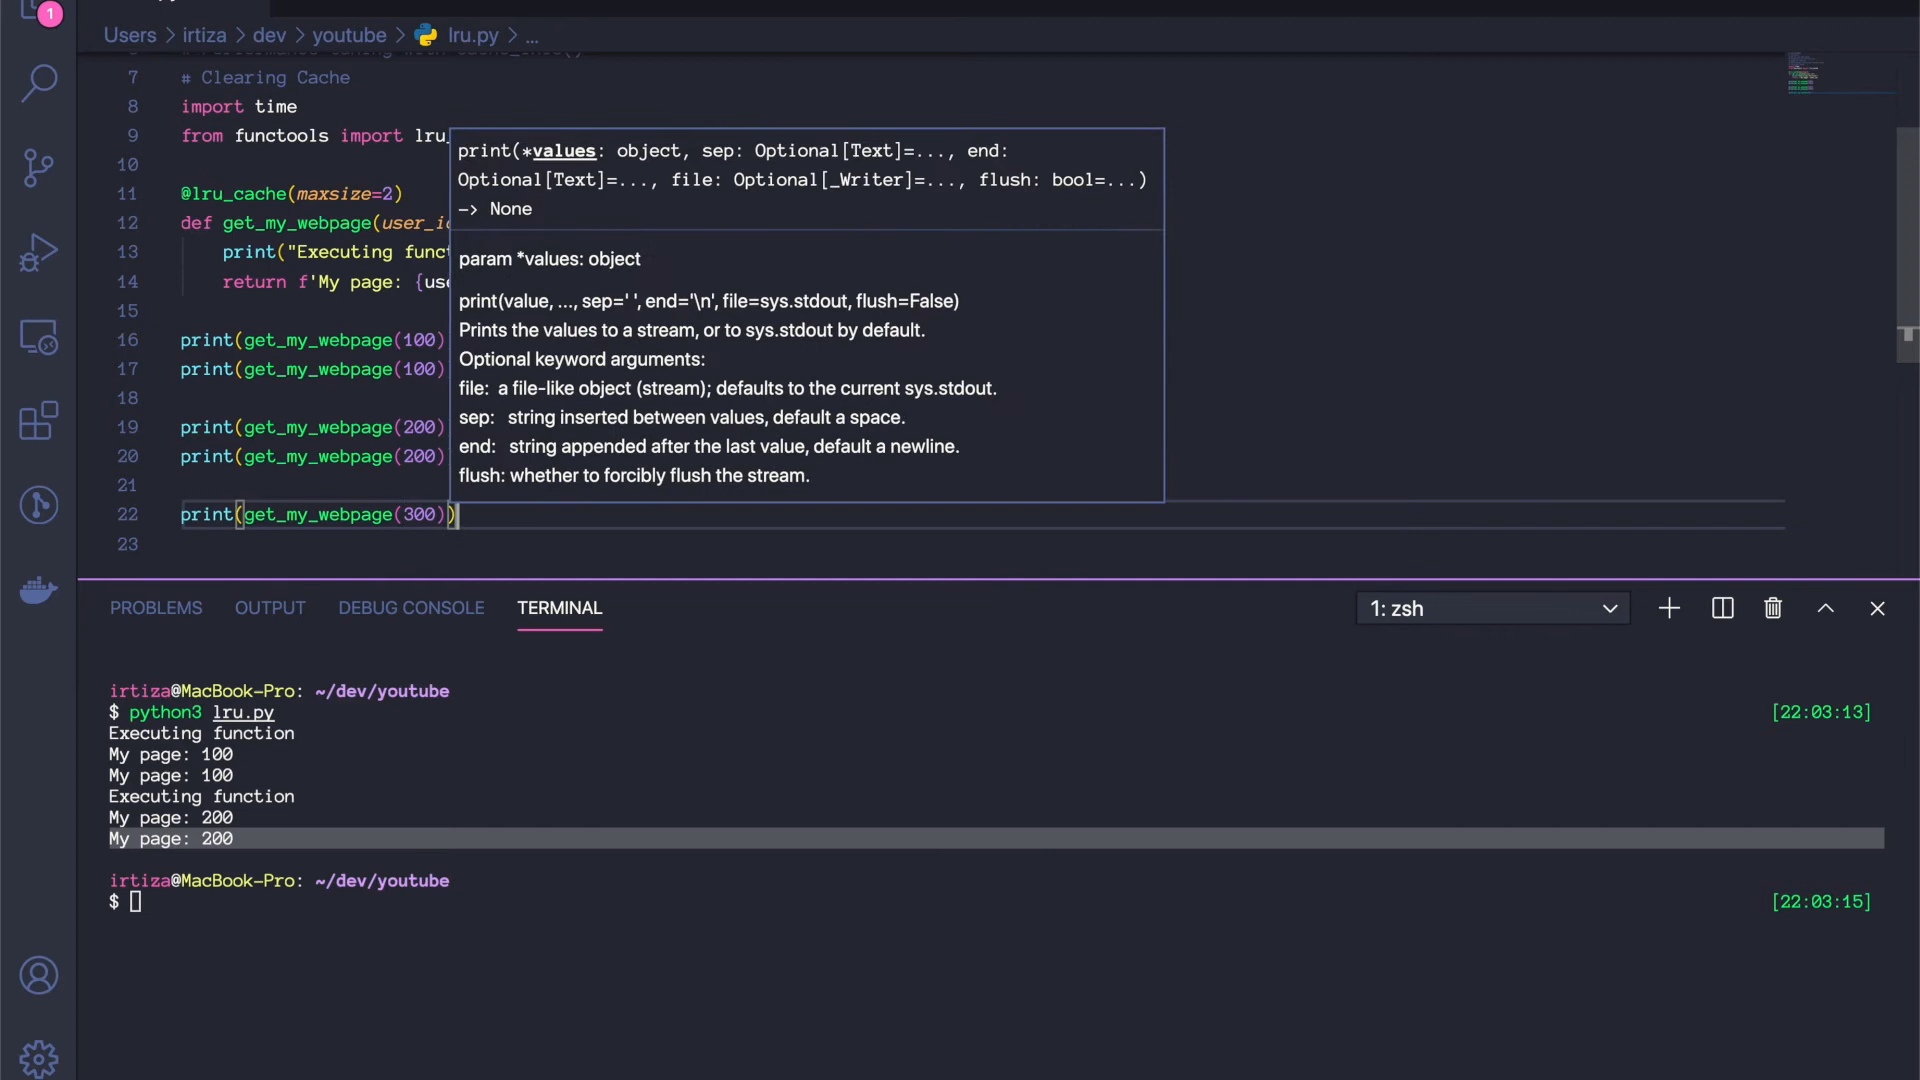 1
Users > irtiza > dev > youtube > lru.py > ...
7 # Clearing Cache
8 import time
9 from functools import lru_
10
11 @lru_cache(maxsize=2)
12 def get_my_webpage(user_i
13 print("Executing func
14 return f'My page: {use
15
16 print(get_my_webpage(100)
17 print(get_my_webpage(100)
18
19 print(get_my_webpage(200)
20 print(get_my_webpage(200)
21
22 print(get_my_webpage(300))
23
print(*values: object, sep: Optional[Text]=..., end:
Optional[Text]=..., file: Optional[_Writer]=..., flush: bool=...)
-> None
param *values: object
print(value, ..., sep=' ', end='\n', file=sys.stdout, flush=False)
Prints the values to a stream, or to sys.stdout by default.
Optional keyword arguments:
file: a file-like object (stream); defaults to the current sys.stdout.
sep: string inserted between values, default a space.
end: string appended after the last value, default a newline.
flush: whether to forcibly flush the stream.
PROBLEMS OUTPUT DEBUG CONSOLE TERMINAL 1: zsh
irtiza@MacBook-Pro: ~/dev/youtube
$ python3 lru.py [22:03:13]
Executing function
My page: 100
My page: 100
Executing function
My page: 200
My page: 200
irtiza@MacBook-Pro: ~/dev/youtube
$ [22:03:15]